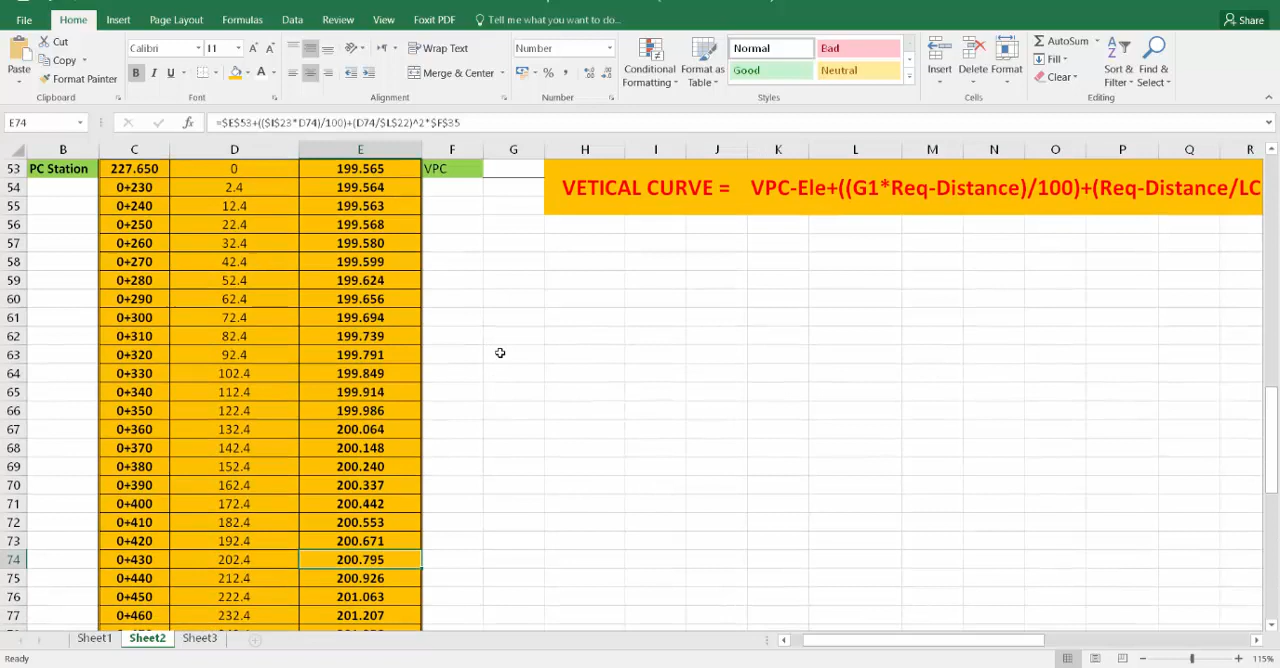 File Home Insert Page Layout Formulas Data Review View Foxit PDF Tell me what you want to do... Share
Paste
Cut
Copy
Format Painter
Clipboard
Calibri 11
B I U
Font
Wrap Text
Merge & Center
Alignment
Number
Number
Conditional Formatting
Format as Table
Normal Bad
Good Neutral
Styles
Insert Delete Format
Cells
AutoSum
Fill
Clear
Sort & Filter
Find & Select
Editing
E74 fx =$E$53+(($I$23*D74)/100)+(D74/$L$22)^2*$F$35
B C D E F G H I J K L M N O P Q R
53 PC Station 227.650 0 199.565 VPC
VETICAL CURVE = VPC-Ele+((G1*Req-Distance)/100)+(Req-Distance/LC
54 0+230 2.4 199.564
55 0+240 12.4 199.563
56 0+250 22.4 199.568
57 0+260 32.4 199.580
58 0+270 42.4 199.599
59 0+280 52.4 199.624
60 0+290 62.4 199.656
61 0+300 72.4 199.694
62 0+310 82.4 199.739
63 0+320 92.4 199.791
64 0+330 102.4 199.849
65 0+340 112.4 199.914
66 0+350 122.4 199.986
67 0+360 132.4 200.064
68 0+370 142.4 200.148
69 0+380 152.4 200.240
70 0+390 162.4 200.337
71 0+400 172.4 200.442
72 0+410 182.4 200.553
73 0+420 192.4 200.671
74 0+430 202.4 200.795
75 0+440 212.4 200.926
76 0+450 222.4 201.063
77 0+460 232.4 201.207
Sheet1 Sheet2 Sheet3
Ready 115%